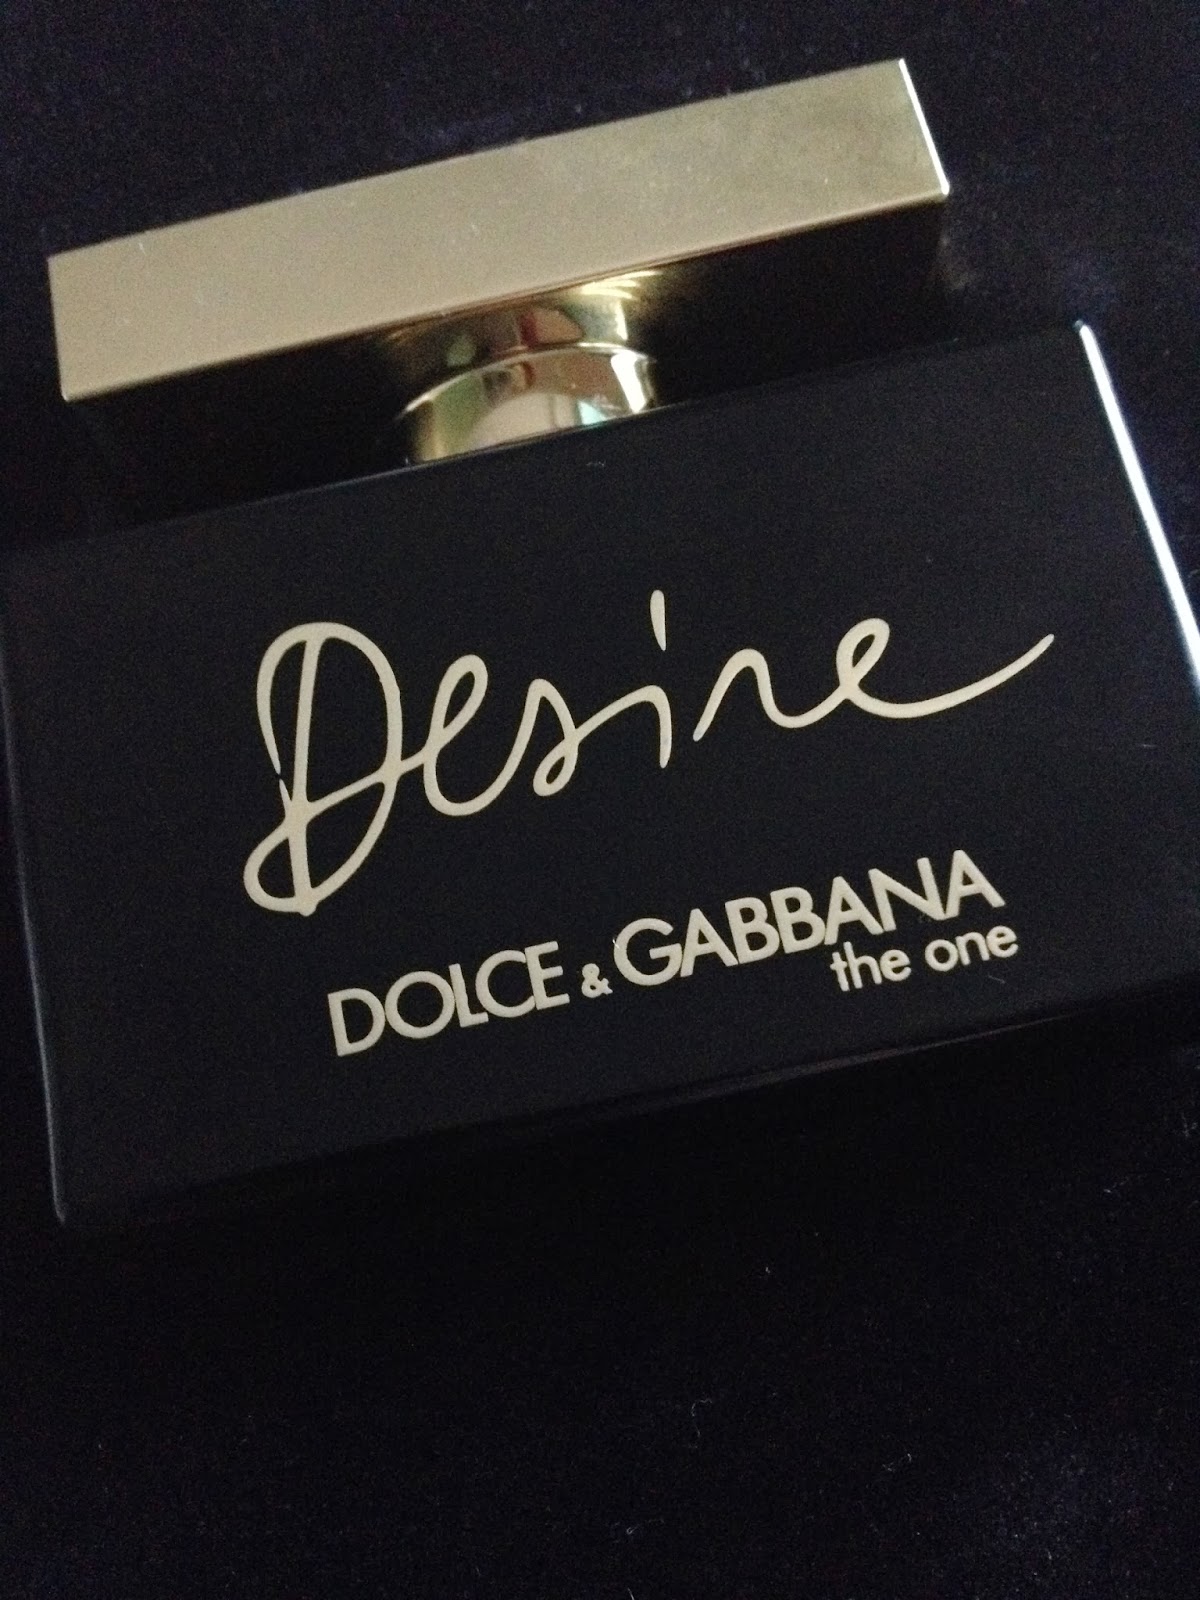 Desire
DOLCE & GABBANA
the one